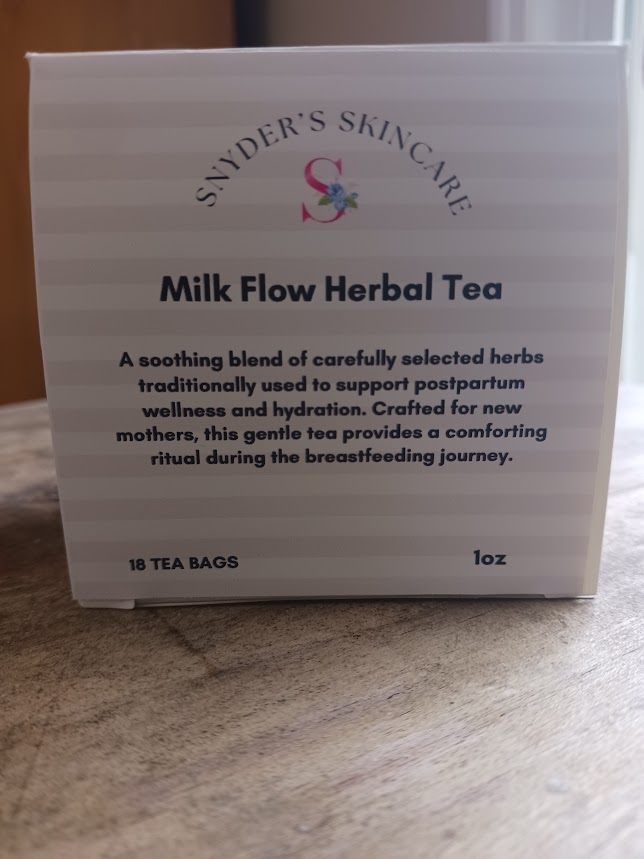 SNYDER'S SKINCARE
S
Milk Flow Herbal Tea
A soothing blend of carefully selected herbs
traditionally used to support postpartum
wellness and hydration. Crafted for new
mothers, this gentle tea provides a comforting
ritual during the breastfeeding journey.
18 TEA BAGS
1oz